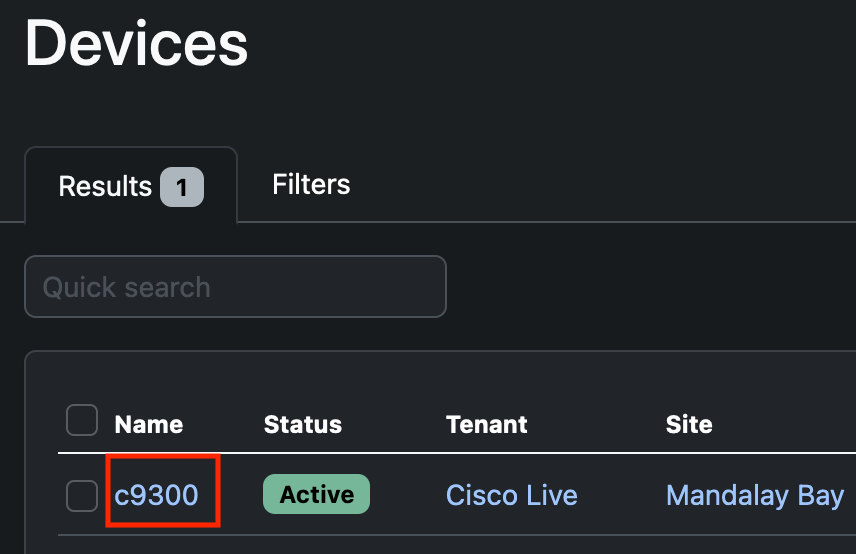 Devices
Results 1
Filters
Quick search
Name Status Tenant Site
c9300 Active Cisco Live Mandalay Bay